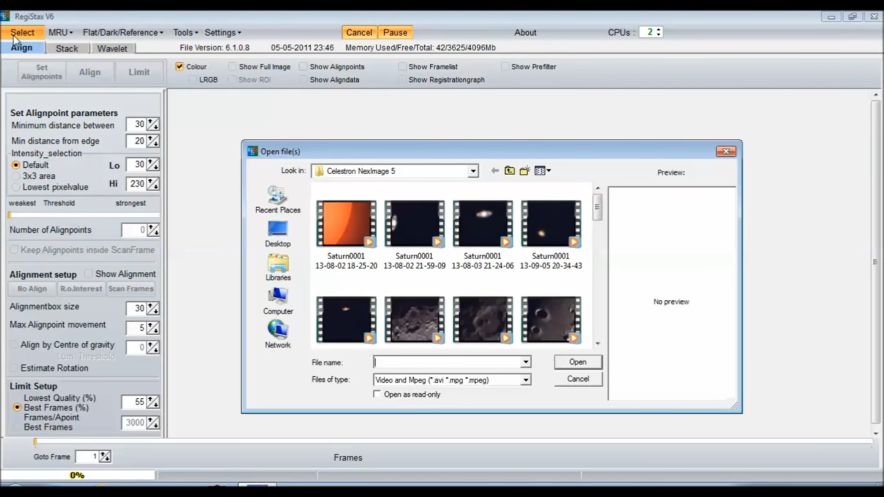 RegiStax V6
Select MRU Flat/Dark/Reference Tools Settings Cancel Pause About CPUs : 2
Align Stack Wavelet File Version: 6.1.0.8 05-05-2011 23:46 Memory Used/Free/Total: 42/3625/4096Mb
Set Alignpoints Align Limit
Colour Show Full Image Show Alignpoints Show Framelist Show Prefilter
LRGB Show ROI Show Aligndata Show Registrationgraph
Set Alignpoint parameters
Minimum distance between 30
Min distance from edge 20
Intensity_selection
Default Lo 30
3x3 area
Lowest pixelvalue Hi 230
weakest Threshold strongest
Number of Alignpoints 0
Keep Alignpoints inside ScanFrame
Alignment setup Show Alignment
No Align R.o.Interest Scan Frames
Alignmentbox size 30
Max Alignpoint movement 5
Align by Centre of gravity 0
Lum. Threshold
Estimate Rotation
Limit Setup
Lowest Quality (%) 55
Best Frames (%)
Frames/Apoint 3000
Best Frames
Goto Frame 1 Frames
0%
Open file(s)
Look in: Celestron NexImage 5
Preview:
Recent Places
Desktop
Libraries
Computer
Network
Saturn0001
13-08-02 18-25-20
Saturn0001
13-08-02 21-59-09
Saturn0001
13-08-03 21-24-06
Saturn0001
13-09-05 20-34-43
No preview
File name: Open
Files of type: Video and Mpeg (*.avi *.mpg *.mpeg) Cancel
Open as read-only